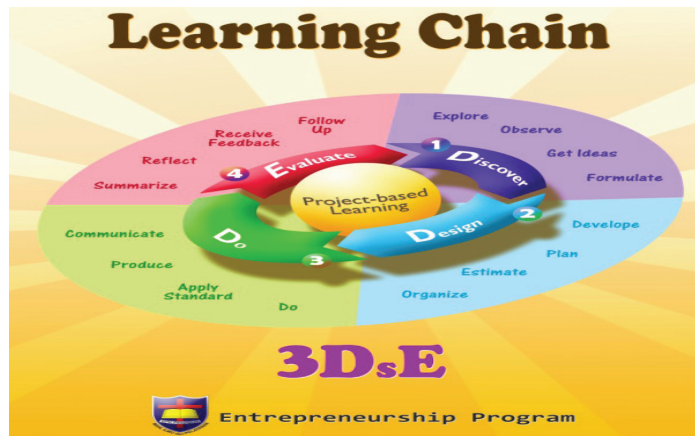 Learning Chain
Explore
Observe
Get Ideas
Formulate
1
Discover
Develope
Plan
Estimate
Organize
2
Design
Do
Apply
Standard
Produce
Communicate
3
Do
Summarize
Reflect
Receive
Feedback
Follow
Up
4
Evaluate
Project-based
Learning
3DsE
Entrepreneurship Program